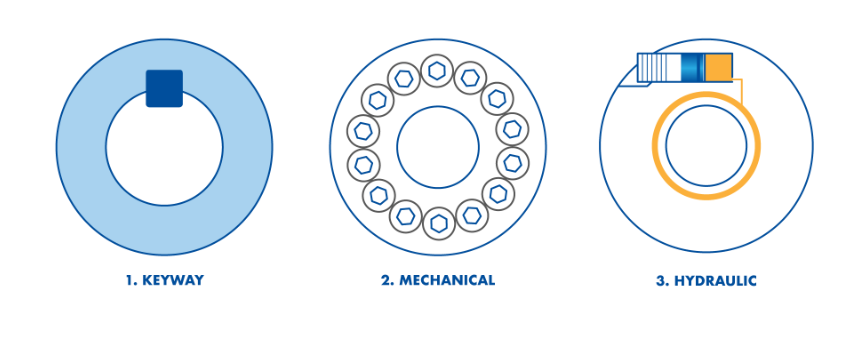 1. KEYWAY
2. MECHANICAL
3. HYDRAULIC